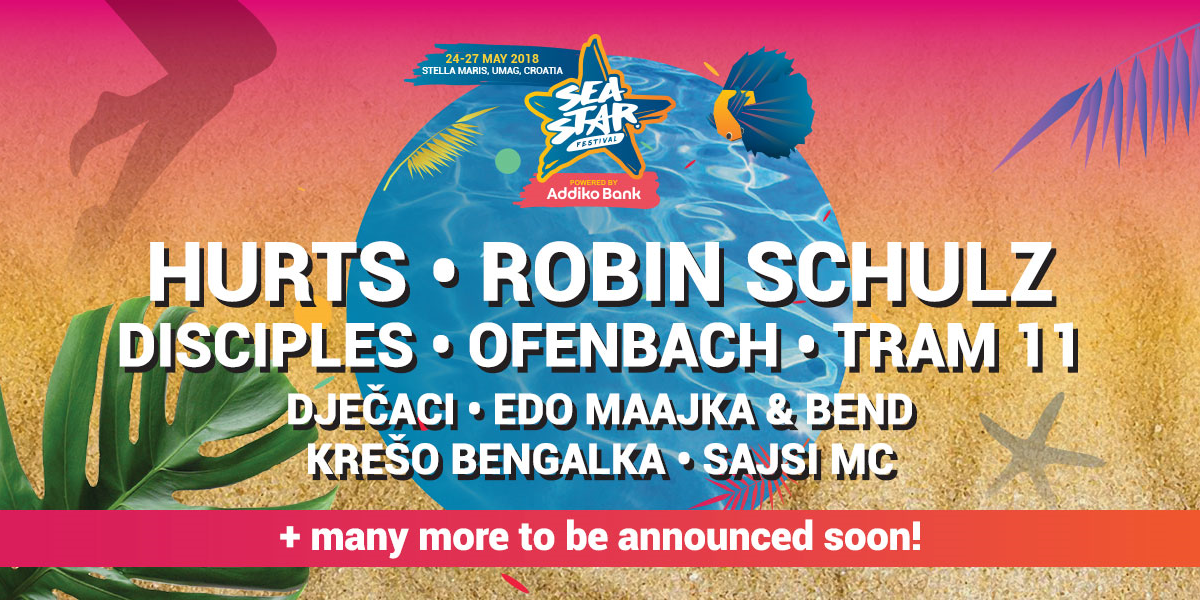 24-27 MAY 2018
STELLA MARIS, UMAG, CROATIA
SEA
STAR
FESTIVAL
POWERED BY
Addiko Bank
HURTS • ROBIN SCHULZ
DISCIPLES • OFENBACH • TRAM 11
DJEČACI • EDO MAAJKA & BEND
KREŠO BENGALKA • SAJSI MC
+ many more to be announced soon!